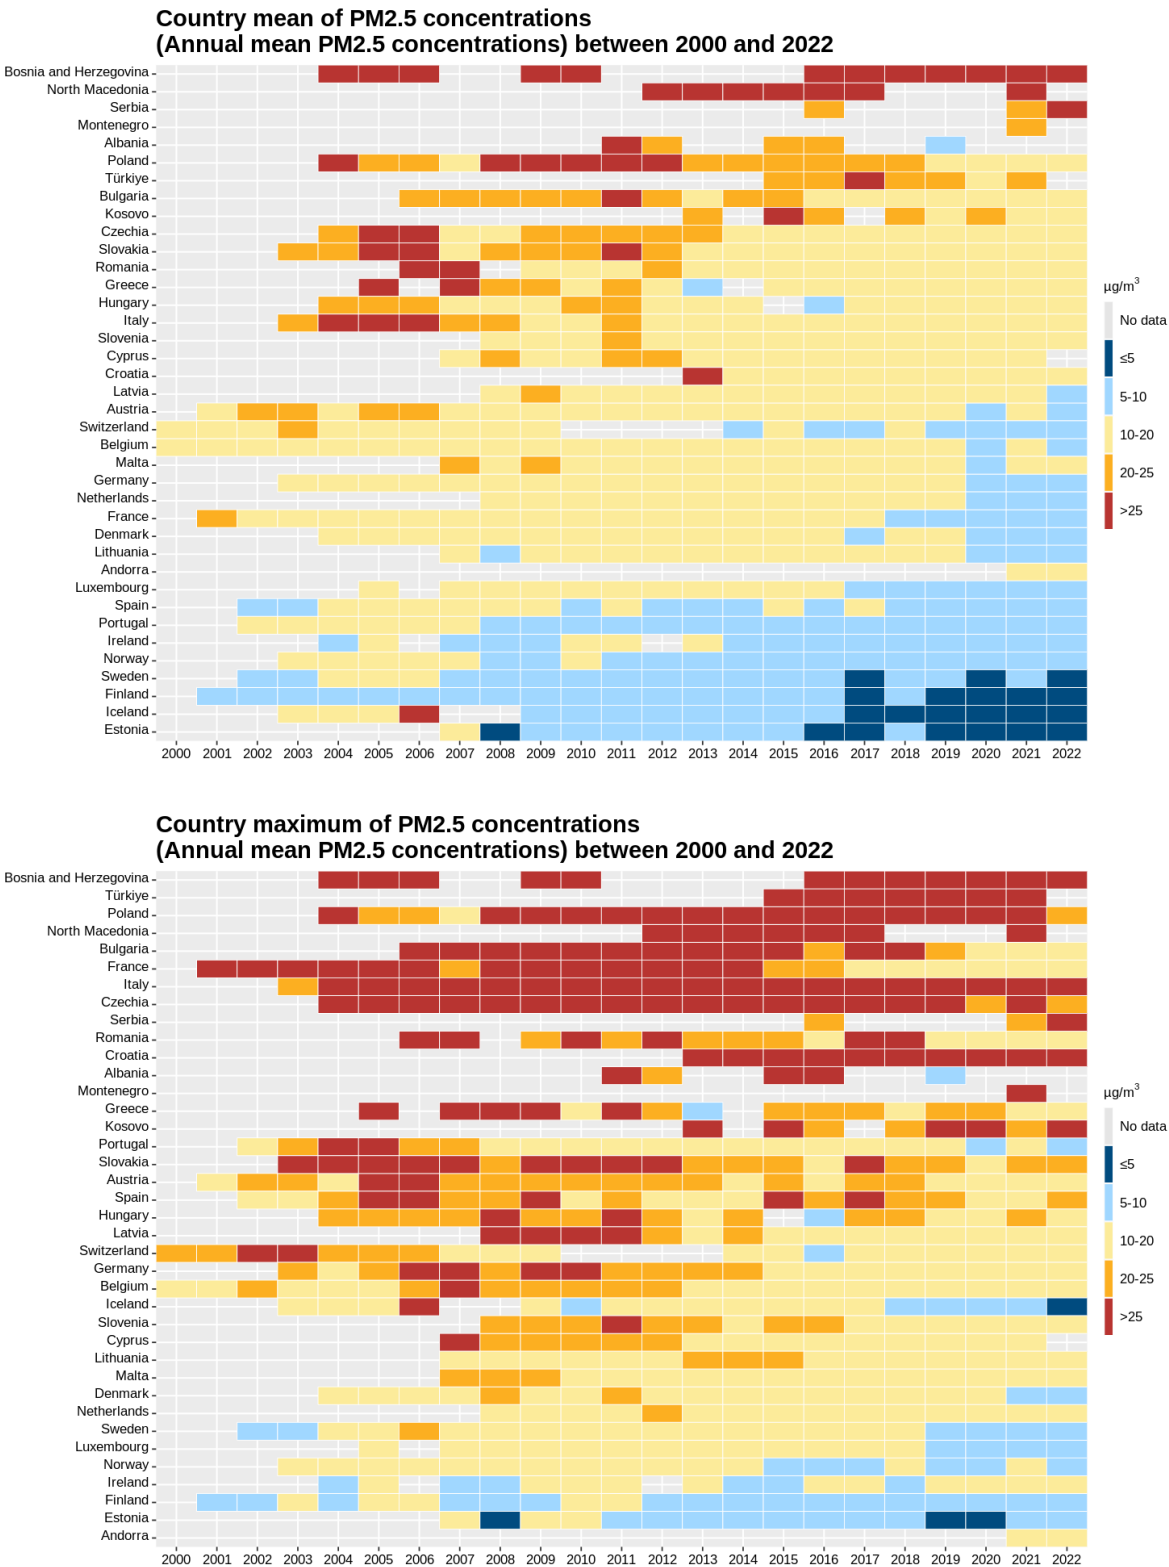 Country mean of PM2.5 concentrations
(Annual mean PM2.5 concentrations) between 2000 and 2022
Bosnia and Herzegovina
North Macedonia
Serbia
Montenegro
Albania
Poland
Türkiye
Bulgaria
Kosovo
Czechia
Slovakia
Romania
Greece
Hungary
Italy
Slovenia
Cyprus
Croatia
Latvia
Austria
Switzerland
Belgium
Malta
Germany
Netherlands
France
Denmark
Lithuania
Andorra
Luxembourg
Spain
Portugal
Ireland
Norway
Sweden
Finland
Iceland
Estonia
2000 2001 2002 2003 2004 2005 2006 2007 2008 2009 2010 2011 2012 2013 2014 2015 2016 2017 2018 2019 2020 2021 2022
µg/m³
No data
≤5
5-10
10-20
20-25
>25
Country maximum of PM2.5 concentrations
(Annual mean PM2.5 concentrations) between 2000 and 2022
Bosnia and Herzegovina
Türkiye
Poland
North Macedonia
Bulgaria
France
Italy
Czechia
Serbia
Romania
Croatia
Albania
Montenegro
Greece
Kosovo
Portugal
Slovakia
Austria
Spain
Hungary
Latvia
Switzerland
Germany
Belgium
Iceland
Slovenia
Cyprus
Lithuania
Malta
Denmark
Netherlands
Sweden
Luxembourg
Norway
Ireland
Finland
Estonia
Andorra
2000 2001 2002 2003 2004 2005 2006 2007 2008 2009 2010 2011 2012 2013 2014 2015 2016 2017 2018 2019 2020 2021 2022
µg/m³
No data
≤5
5-10
10-20
20-25
>25